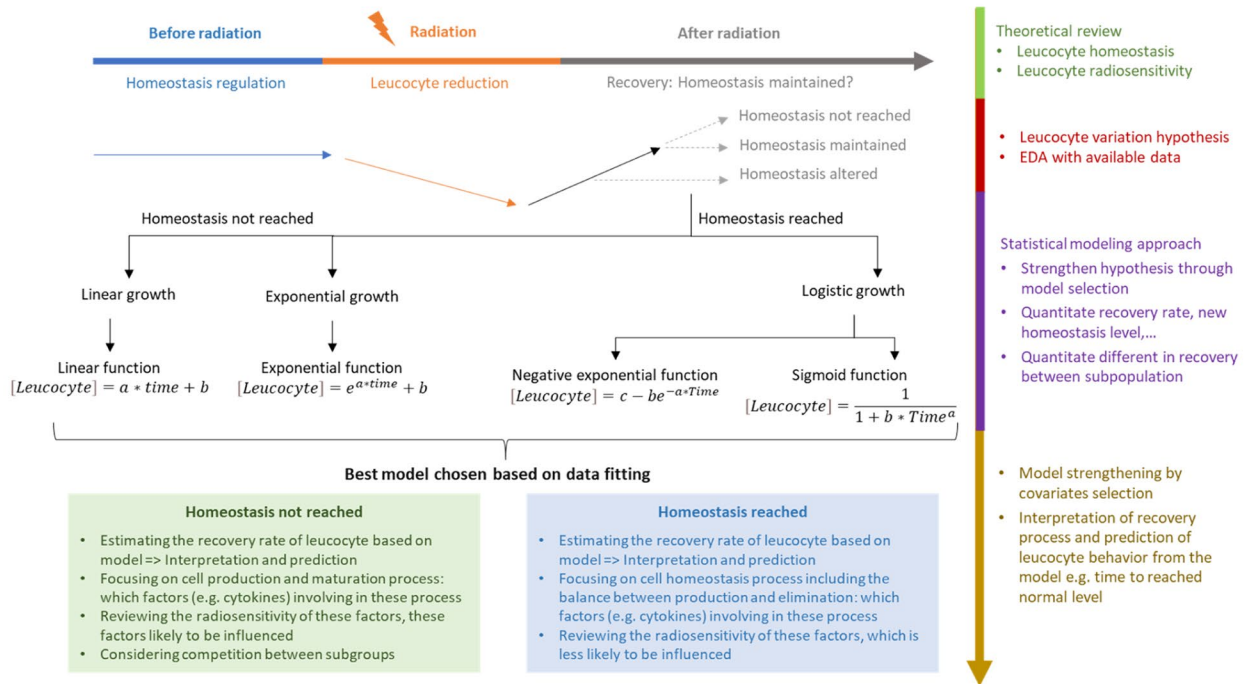 Before radiation
Radiation
After radiation
Homeostasis regulation
Leucocyte reduction
Recovery: Homeostasis maintained?
Homeostasis not reached
Homeostasis maintained
Homeostasis altered
Homeostasis not reached
Homeostasis reached
Linear growth
Exponential growth
Logistic growth
Linear function
[Leucocyte] = a * time + b
Exponential function
[Leucocyte] = e^{a*time} + b
Negative exponential function
[Leucocyte] = c − be^{−a*Time}
Sigmoid function
[Leucocyte] = \frac{1}{1 + b * Time^{a}}
Best model chosen based on data fitting
Homeostasis not reached
• Estimating the recovery rate of leucocyte based on
model => Interpretation and prediction
• Focusing on cell production and maturation process:
which factors (e.g. cytokines) involving in these process
• Reviewing the radiosensitivity of these factors, these
factors likely to be influenced
• Considering competition between subgroups
Homeostasis reached
• Estimating the recovery rate of leucocyte based on
model => Interpretation and prediction
• Focusing on cell homeostasis process including the
balance between production and elimination: which
factors (e.g. cytokines) involving in these process
• Reviewing the radiosensitivity of these factors, which is
less likely to be influenced
Theoretical review
• Leucocyte homeostasis
• Leucocyte radiosensitivity
• Leucocyte variation hypothesis
• EDA with available data
Statistical modeling approach
• Strengthen hypothesis through
model selection
• Quantitate recovery rate, new
homeostasis level,...
• Quantitate different in recovery
between subpopulation
• Model strengthening by
covariates selection
• Interpretation of recovery
process and prediction of
leucocyte behavior from the
model e.g. time to reached
normal level